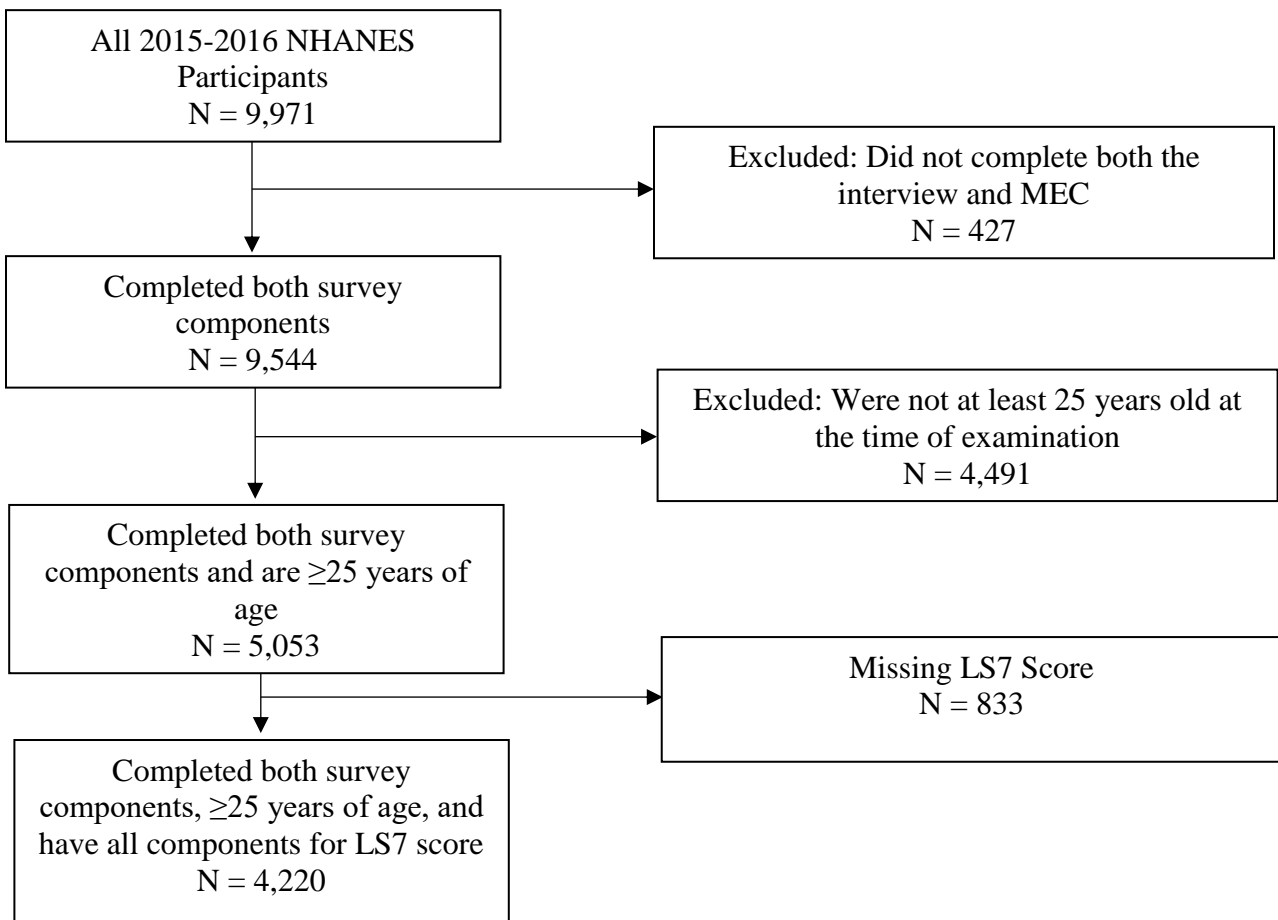 All 2015-2016 NHANES
Participants
N = 9,971
Excluded: Did not complete both the
interview and MEC
N = 427
Completed both survey
components
N = 9,544
Excluded: Were not at least 25 years old at
the time of examination
N = 4,491
Completed both survey
components and are ≥25 years of
age
N = 5,053
Missing LS7 Score
N = 833
Completed both survey
components, ≥25 years of age, and
have all components for LS7 score
N = 4,220